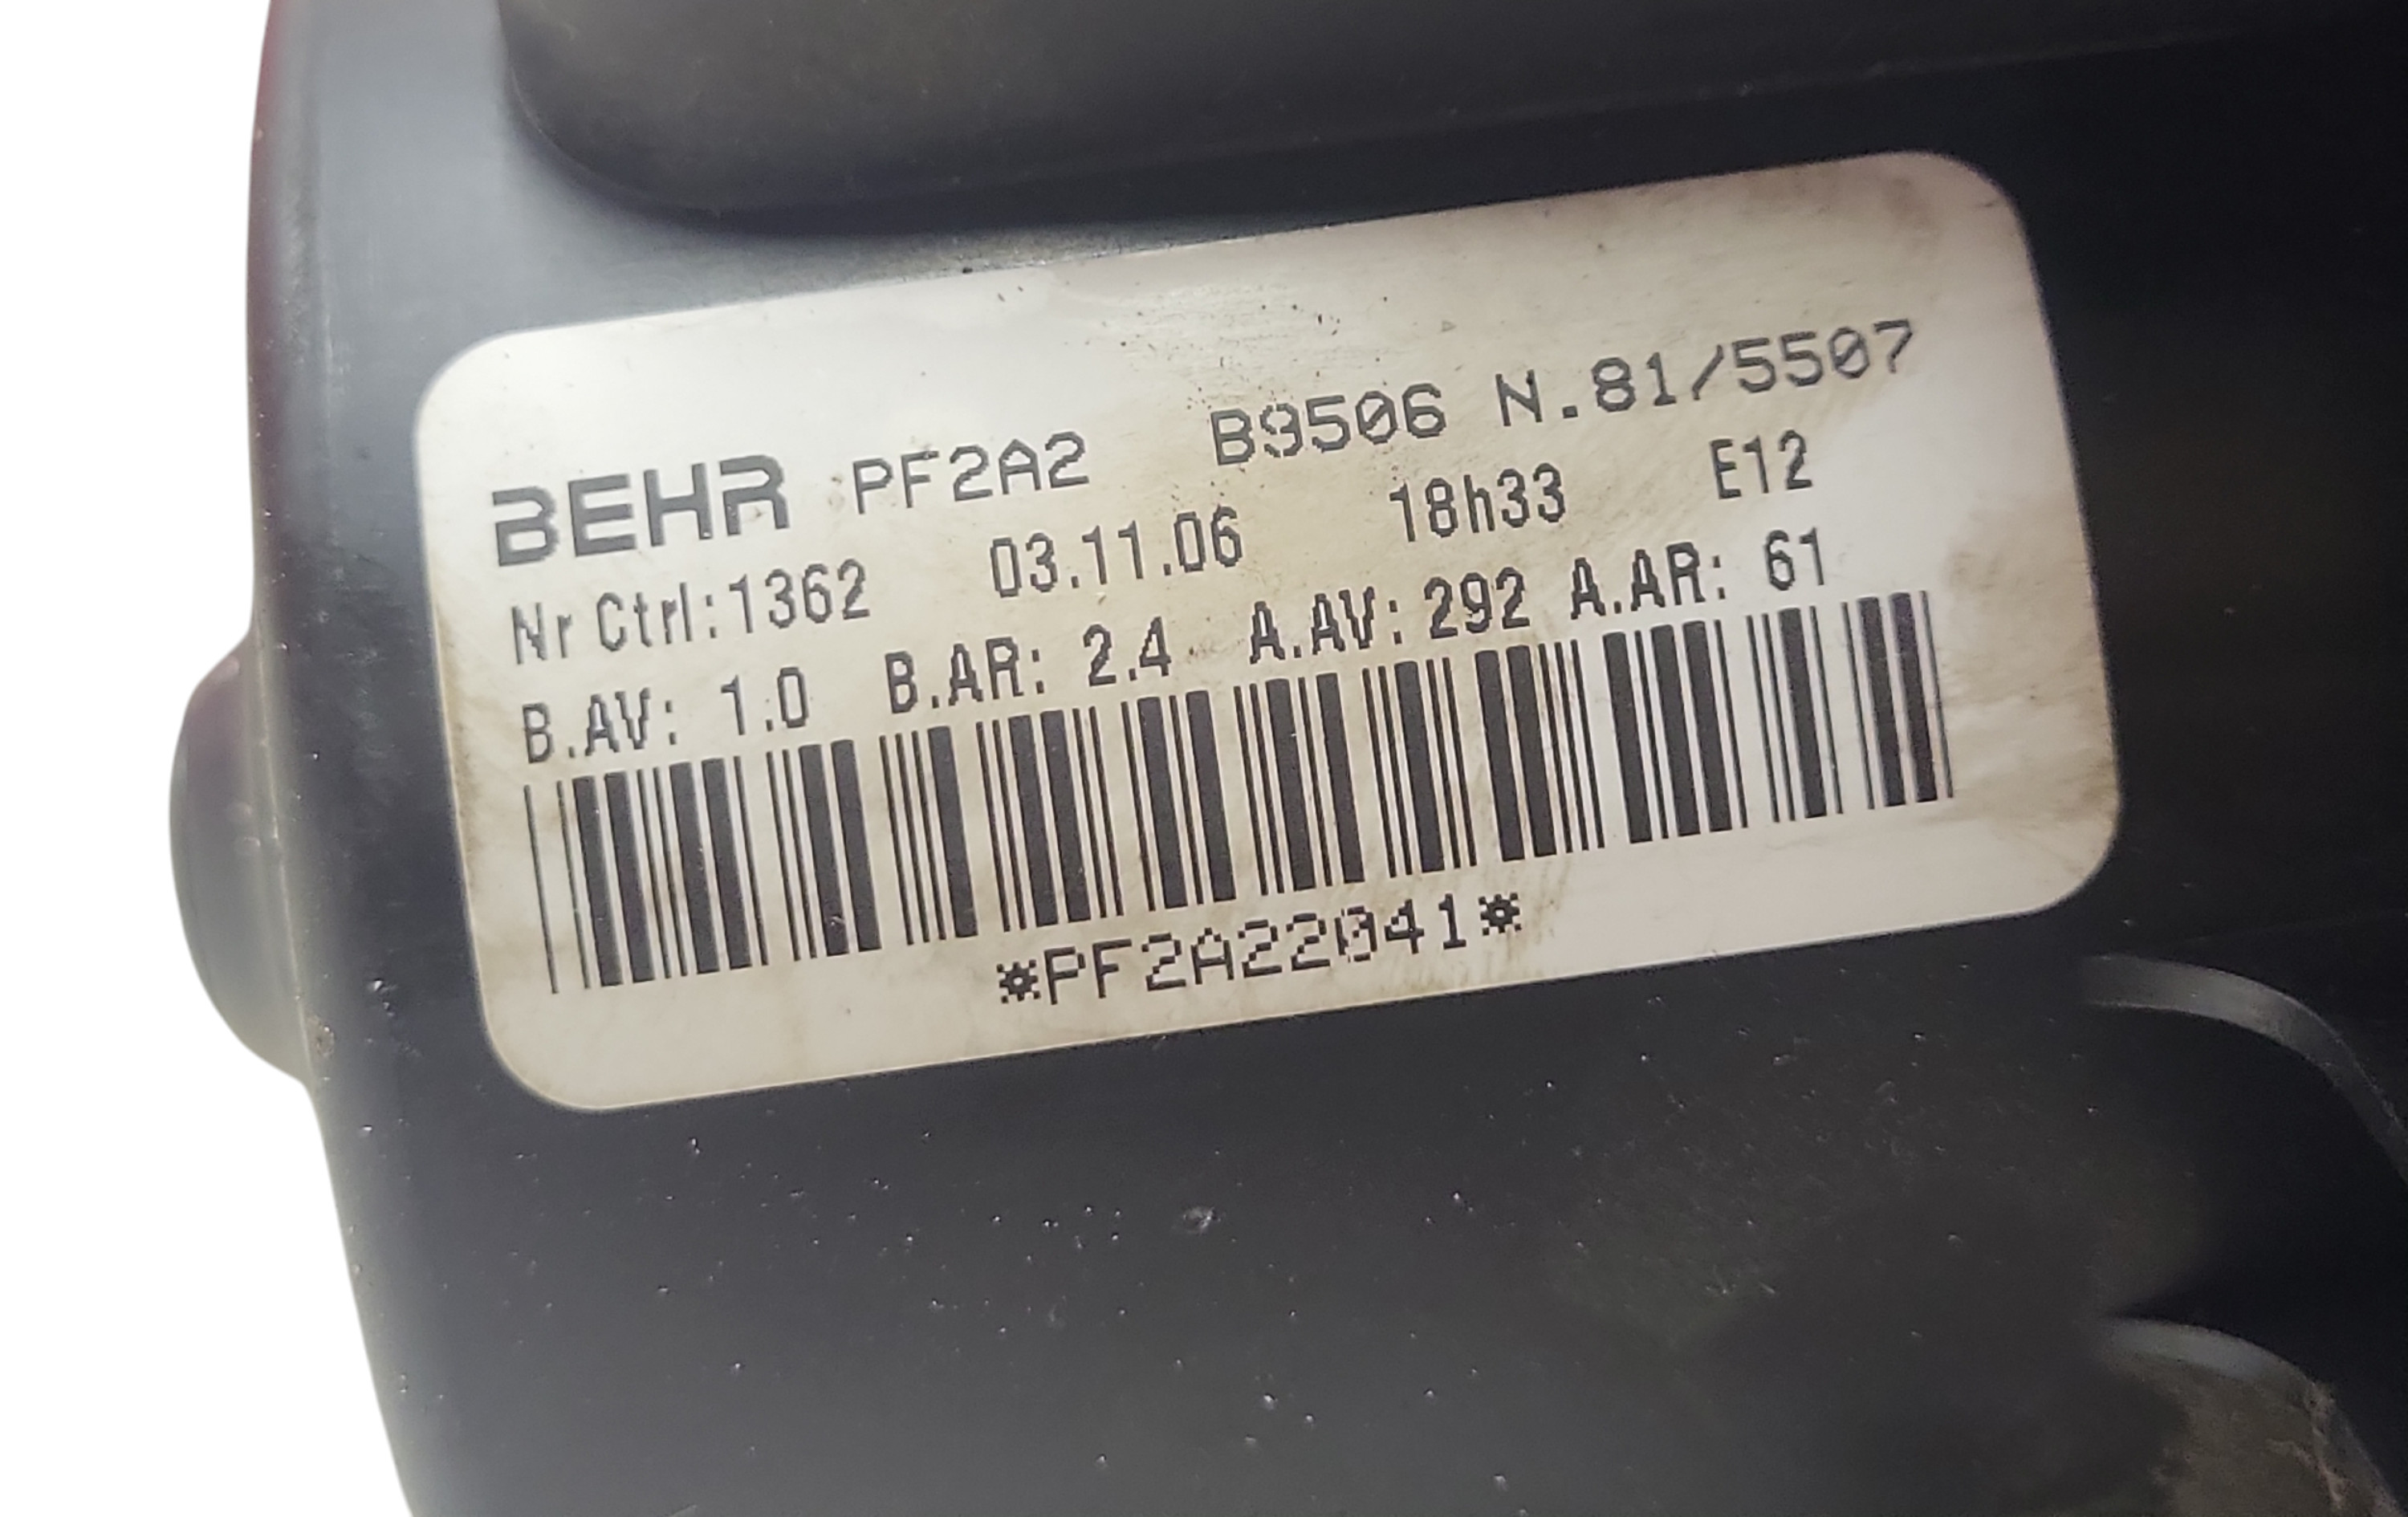 BEHR PF2A2 B9506 N.81/5507
Nr Ctrl:1362 03.11.06 18h33 E12
B.AV: 1.0 B.AR: 2.4 A.AV: 292 A.AR: 61
*PF2A22041*